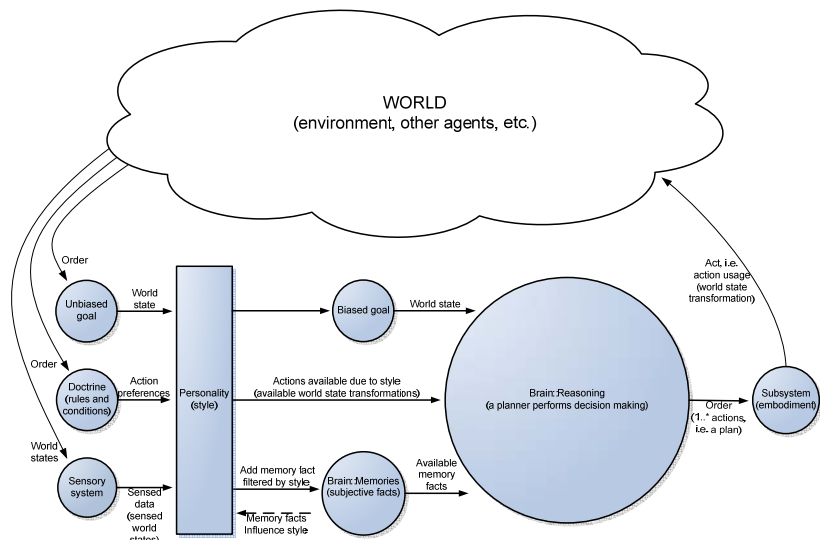 WORLD
(environment, other agents, etc.)
Order
Unbiased
goal
World
state
Biased goal
World state
Act, i.e.
action usage
(world state
transformation)
Order
Doctrine
(rules and
conditions)
Action
preferences
Personality
(style)
Actions available due to style
(available world state transformations)
Brain::Reasoning
(a planner performs decision making)
Order
(1..* actions,
i.e. a plan)
Subsystem
(embodiment)
World
states
Sensory
system
Sensed
data
(sensed
world
states)
Add memory fact
filtered by style
Memory facts
Influence style
Brain::Memories
(subjective facts)
Available
memory
facts